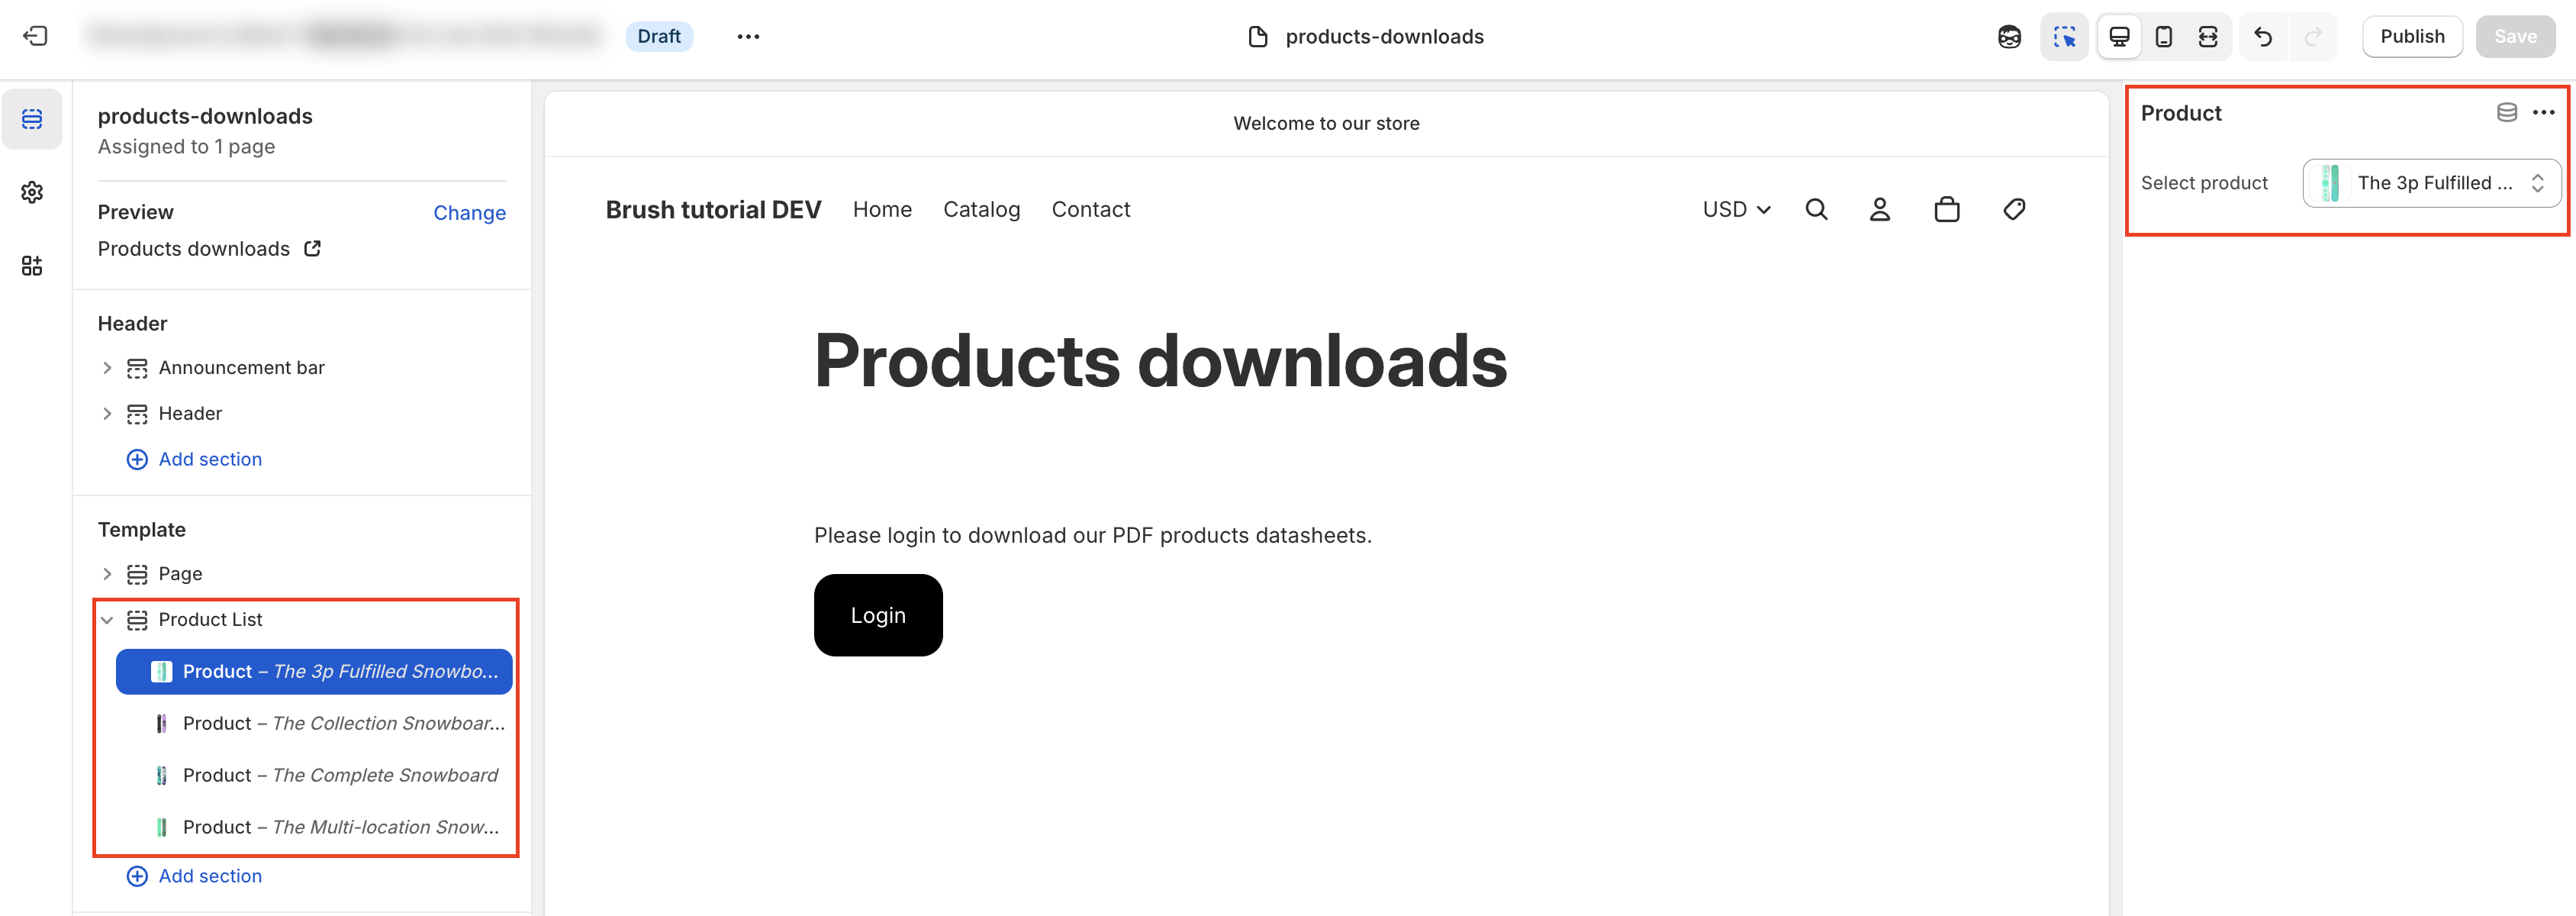 Draft
products-downloads
Publish
Save
products-downloads
Assigned to 1 page
Preview
Change
Products downloads
Header
Announcement bar
Header
Add section
Template
Page
Product List
Product – The 3p Fulfilled Snowbo...
Product – The Collection Snowboar...
Product – The Complete Snowboard
Product – The Multi-location Snow...
Add section
Welcome to our store
Brush tutorial DEV
Home
Catalog
Contact
USD
Products downloads
Please login to download our PDF products datasheets.
Login
Product
Select product
The 3p Fulfilled ...